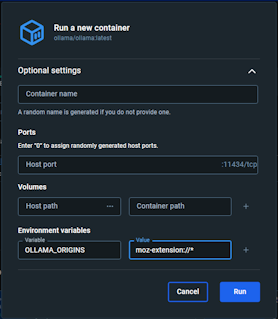 Run a new container
ollama/ollama:latest
Optional settings
Container name
A random name is generated if you do not provide one.
Ports
Enter "0" to assign randomly generated host ports.
Host port
:11434/tcp
Volumes
Host path ···
Container path
+
Environment variables
Variable
OLLAMA_ORIGINS
Value
moz-extension://*
+
Cancel
Run